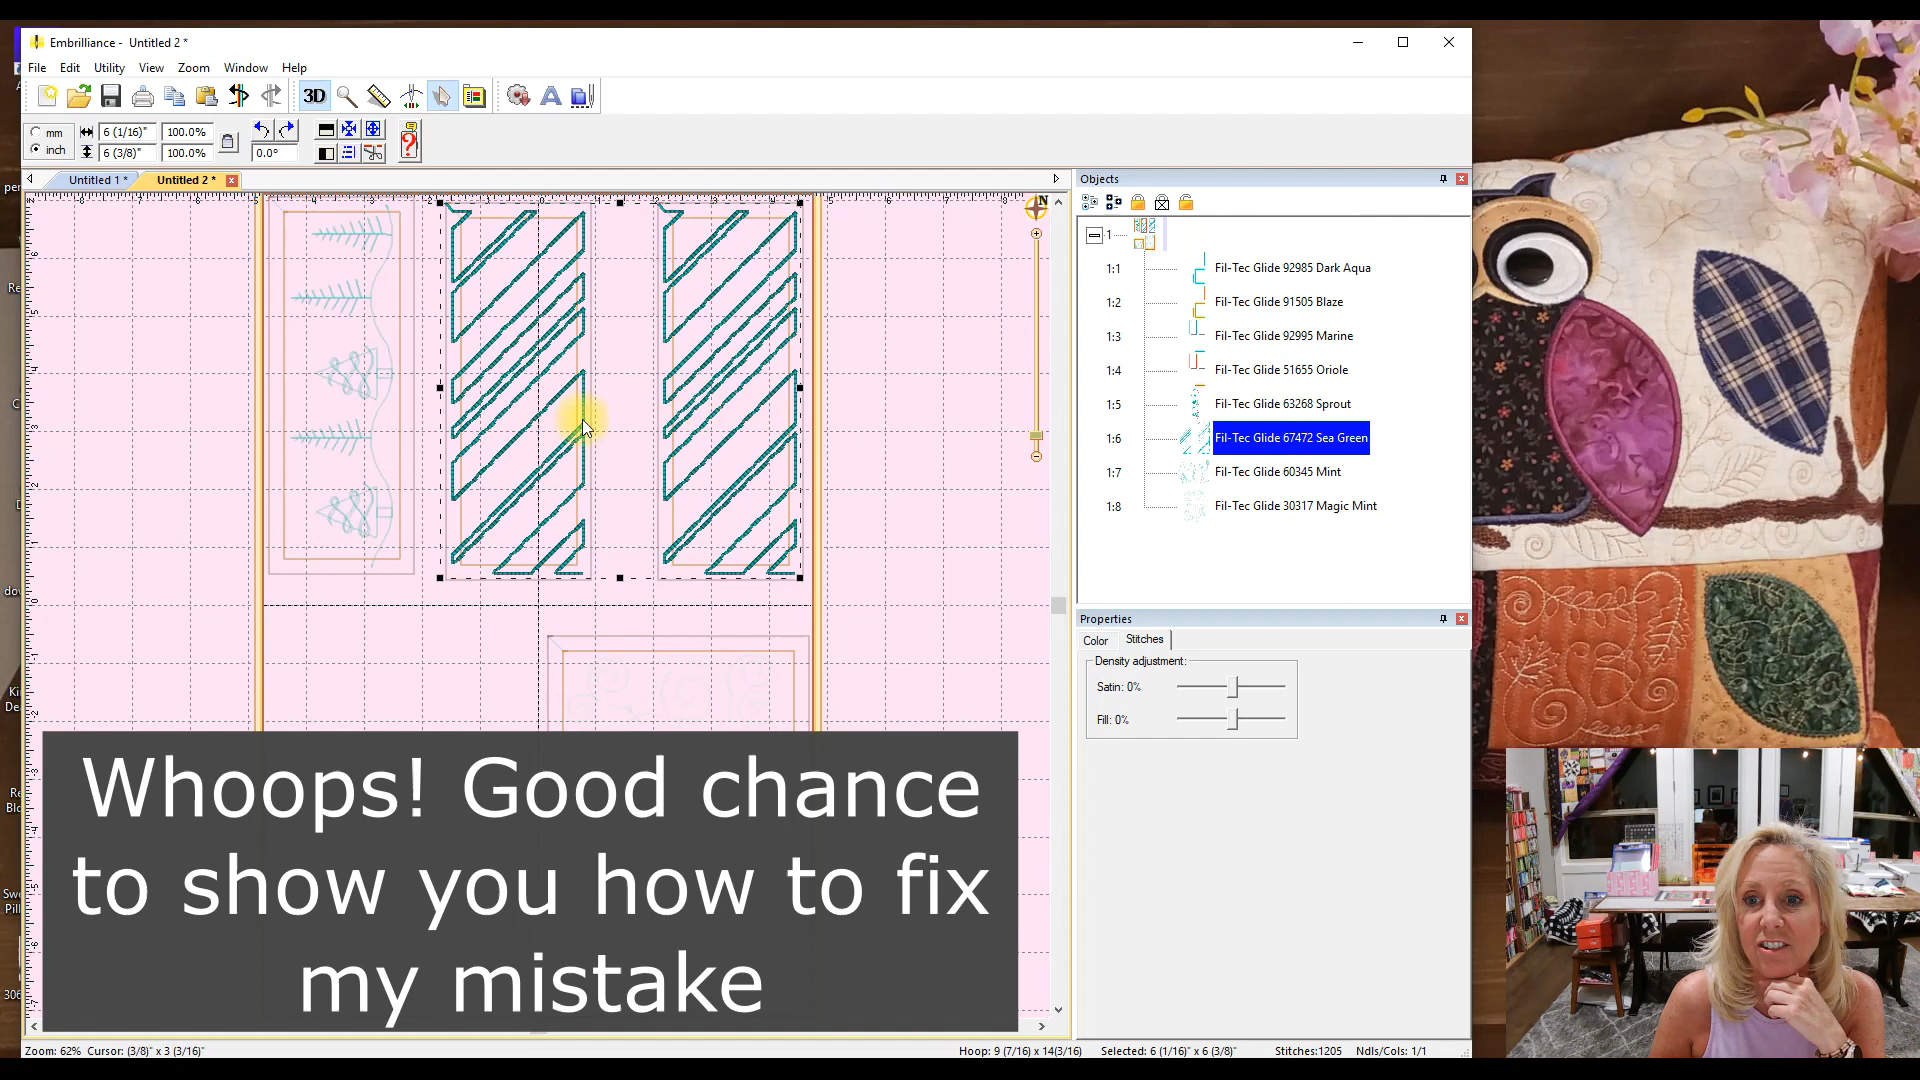 Embrilliance - Untitled 2 *
File Edit Utility View Zoom Window Help
3D
mm 6 (1/16)" 100.0%
inch 6 (3/8)" 100.0% 0.0°
Untitled 1 * Untitled 2 *
Objects
N
1
1:1 Fil-Tec Glide 92985 Dark Aqua
1:2 Fil-Tec Glide 91505 Blaze
1:3 Fil-Tec Glide 92995 Marine
1:4 Fil-Tec Glide 51655 Oriole
1:5 Fil-Tec Glide 63268 Sprout
1:6 Fil-Tec Glide 67472 Sea Green
1:7 Fil-Tec Glide 60345 Mint
1:8 Fil-Tec Glide 30317 Magic Mint
Properties
Color Stitches
Density adjustment:
Satin: 0%
Fill: 0%
Whoops! Good chance
to show you how to fix
my mistake
Zoom: 62% Cursor: (3/8)" x 3 (3/16)" Hoop: 9 (7/16) x 14(3/16) Selected: 6 (1/16)" x 6 (3/8)" Stitches:1205 Ndls/Cols: 1/1